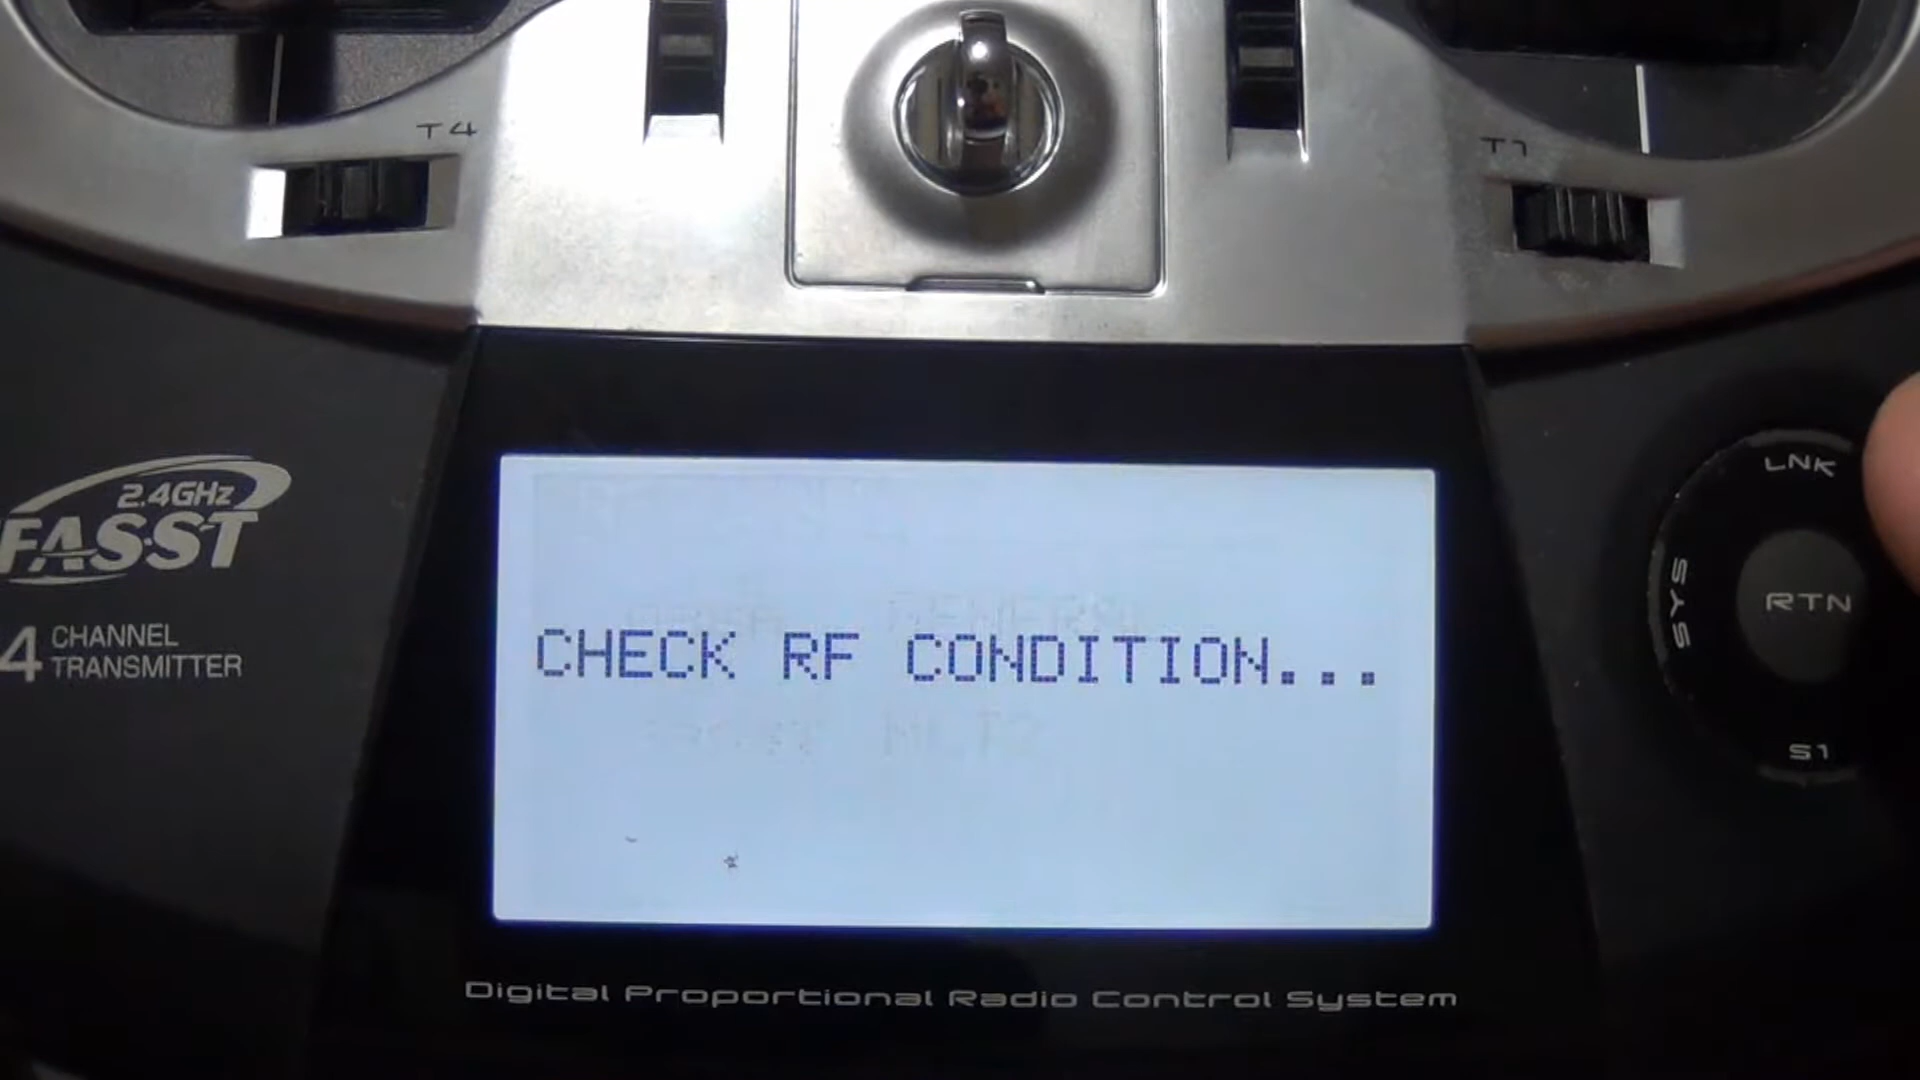 T4
T1
2.4GHz
FASST
4 CHANNEL
TRANSMITTER
LNK
SYS
RTN
S1
GENERAL
CHECK RF CONDITION...
Digital Proportional Radio Control System